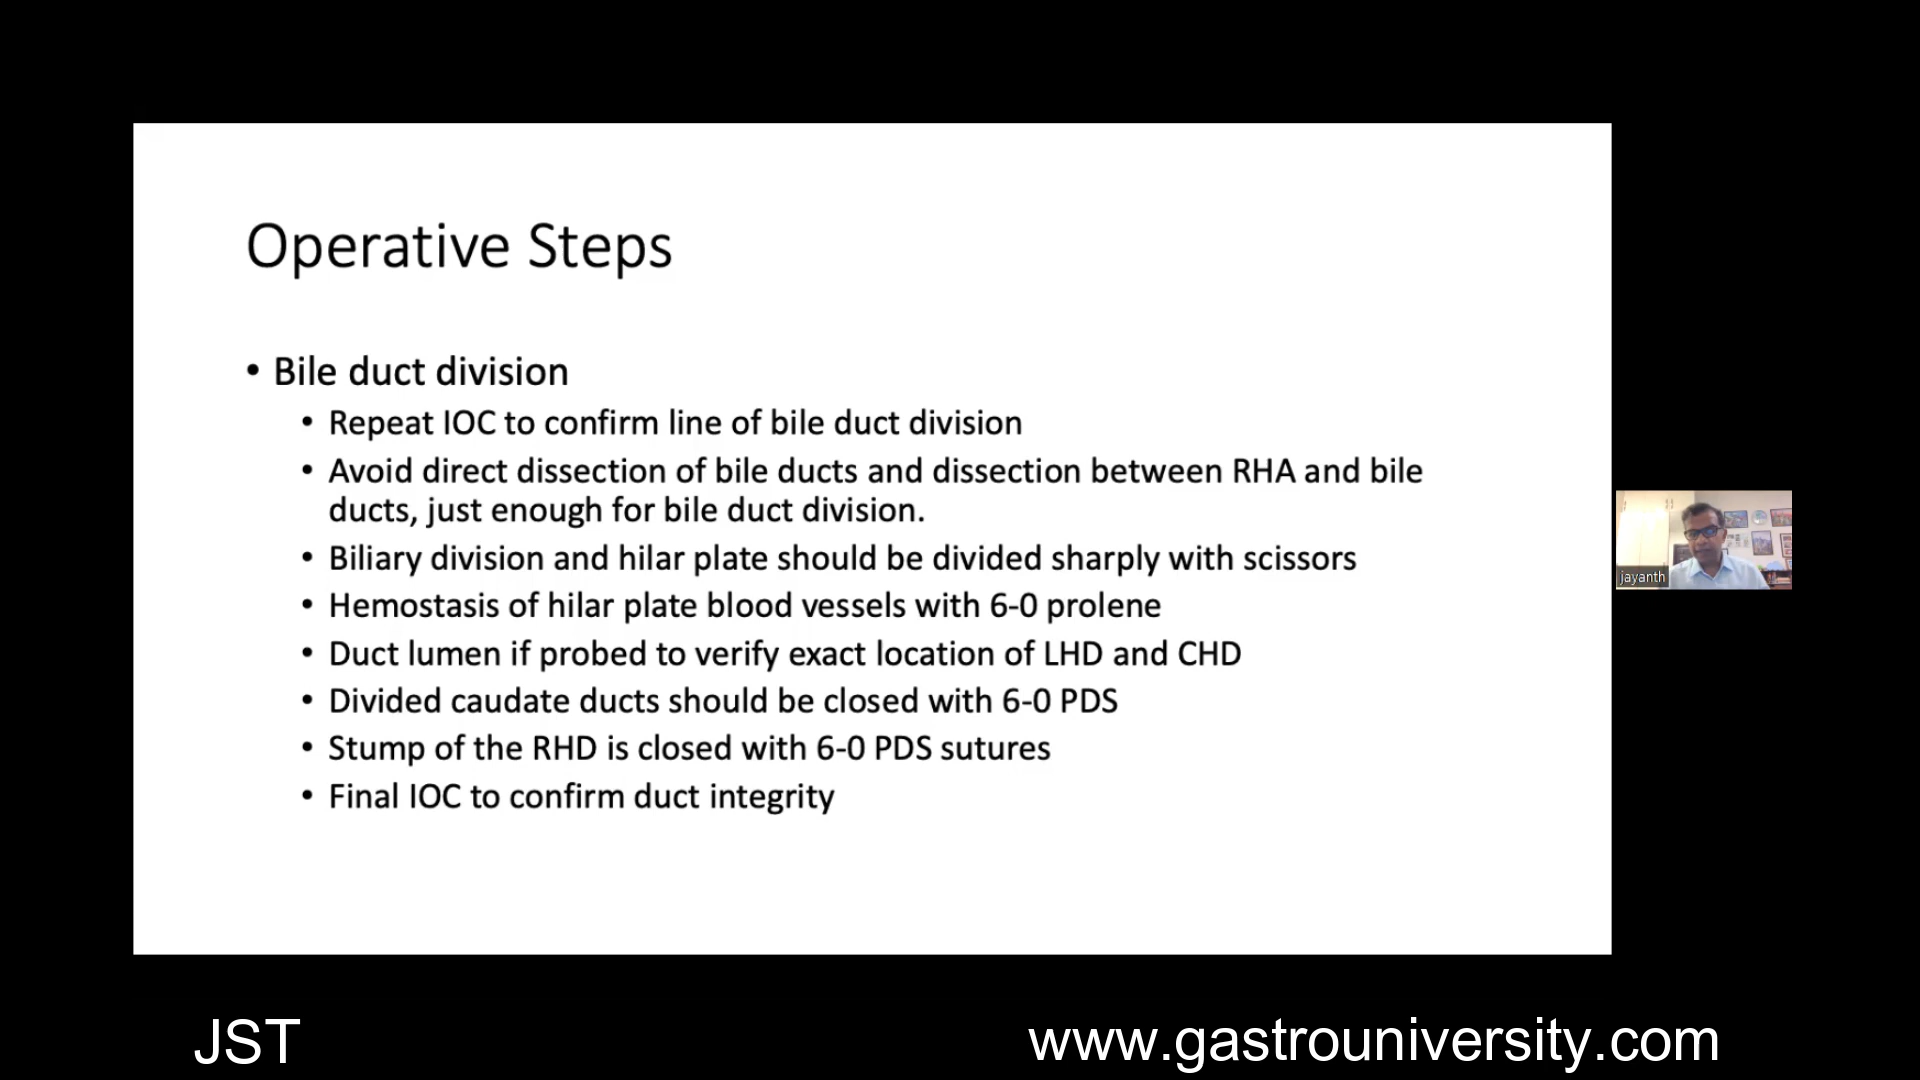 Operative Steps
• Bile duct division
• Repeat IOC to confirm line of bile duct division
• Avoid direct dissection of bile ducts and dissection between RHA and bile
ducts, just enough for bile duct division.
• Biliary division and hilar plate should be divided sharply with scissors
• Hemostasis of hilar plate blood vessels with 6-0 prolene
• Duct lumen if probed to verify exact location of LHD and CHD
• Divided caudate ducts should be closed with 6-0 PDS
• Stump of the RHD is closed with 6-0 PDS sutures
• Final IOC to confirm duct integrity
jayanth
JST
www.gastrouniversity.com